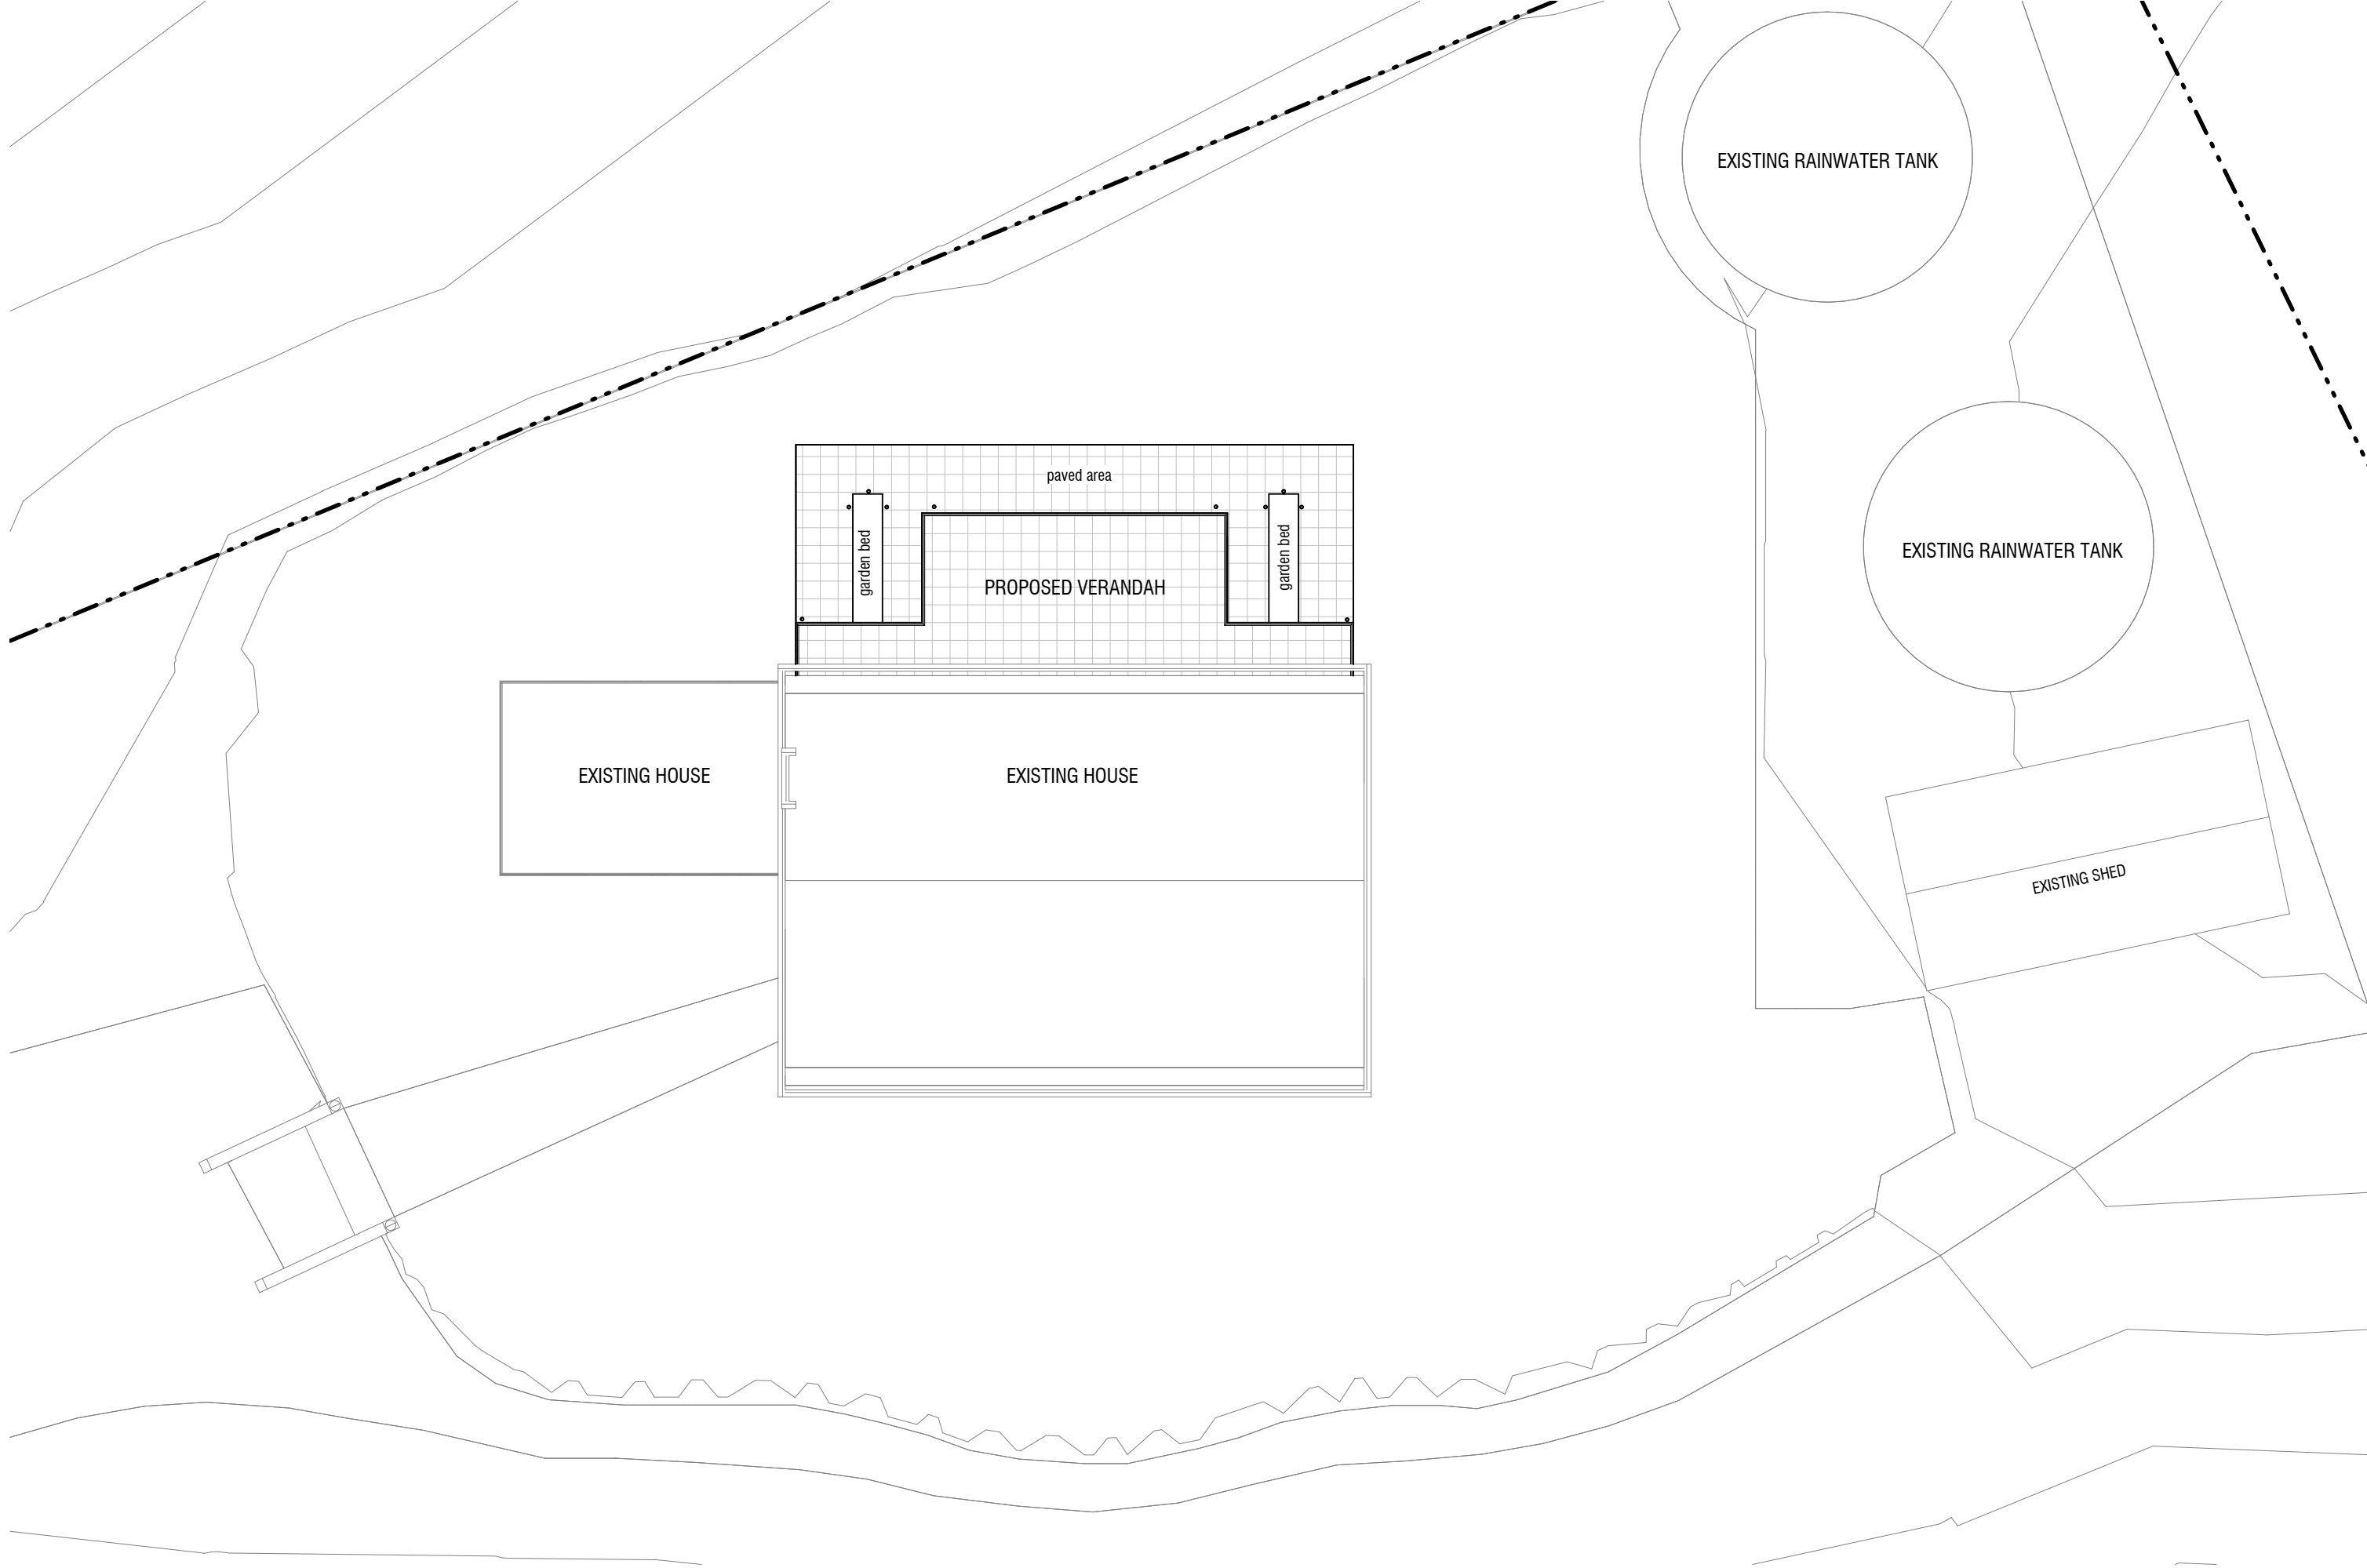 EXISTING RAINWATER TANK
paved area
garden bed
garden bed
EXISTING RAINWATER TANK
PROPOSED VERANDAH
EXISTING HOUSE
EXISTING HOUSE
EXISTING SHED